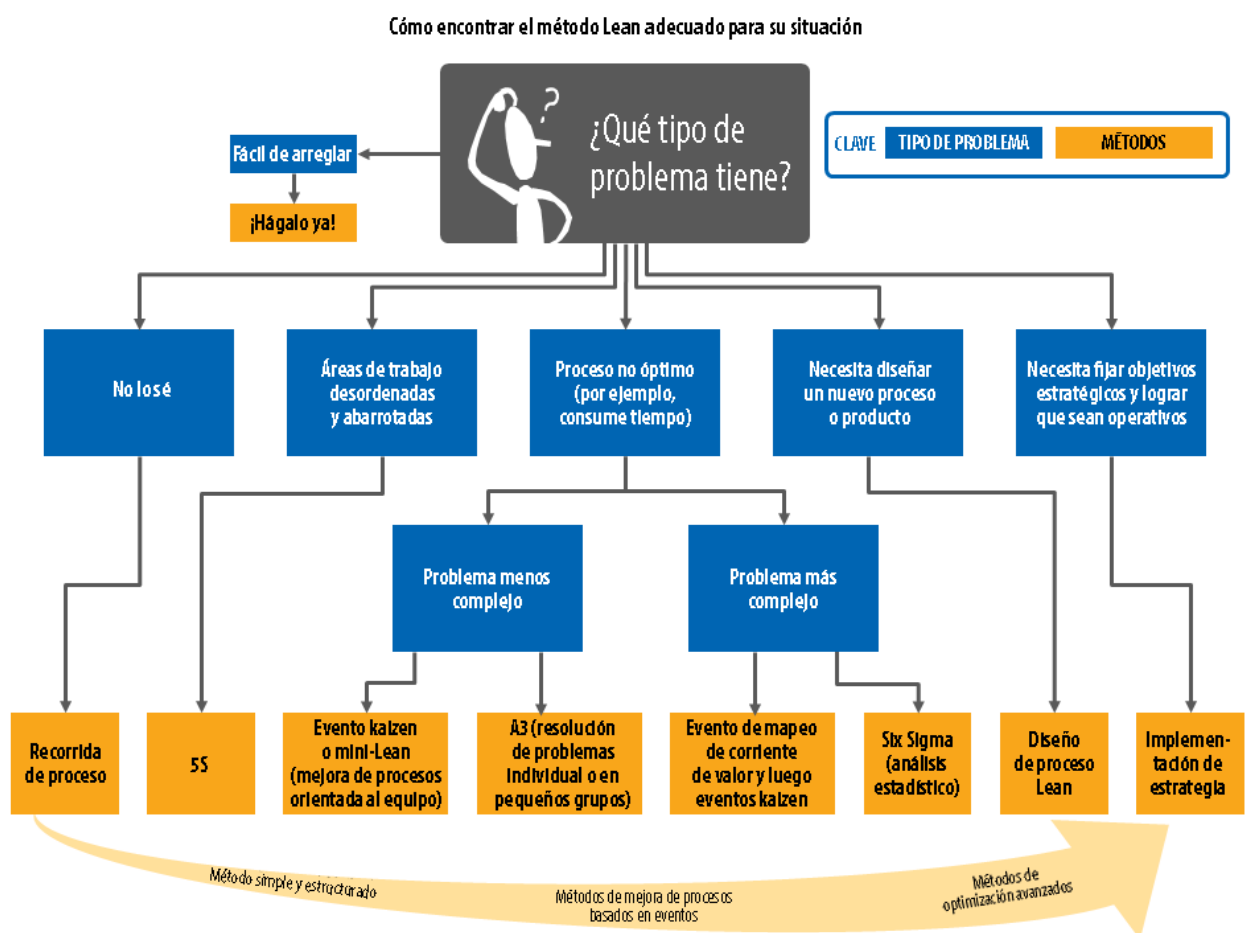 Cómo encontrar el método Lean adecuado para su situación
?
¿Qué tipo de
problema tiene?
CLAVE
TIPO DE PROBLEMA
MÉTODOS
Fácil de arreglar
¡Hágalo ya!
No lo sé
Áreas de trabajo
desordenadas
y abarrotadas
Proceso no óptimo
(por ejemplo,
consume tiempo)
Necesita diseñar
un nuevo proceso
o producto
Necesita fijar objetivos
estratégicos y lograr
que sean operativos
Problema menos
complejo
Problema más
complejo
Recorrida
de proceso
5S
Evento kaizen
o mini-Lean
(mejora de procesos
orientada al equipo)
A3 (resolución
de problemas
individual o en
pequeños grupos)
Evento de mapeo
de corriente
de valor y luego
eventos kaizen
Six Sigma
(análisis
estadístico)
Diseño
de proceso
Lean
Implemen-
tación de
estrategia
Método simple y estructurado
Métodos de mejora de procesos
basados en eventos
Métodos de
optimización avanzados